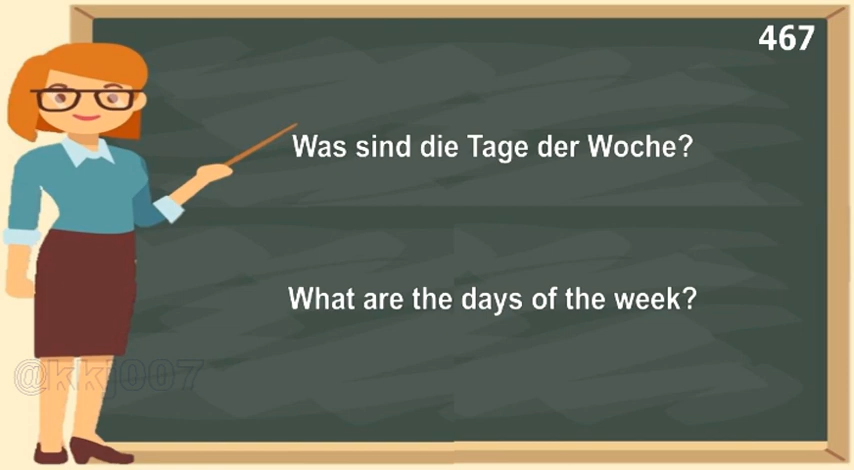 467
Was sind die Tage der Woche?
What are the days of the week?
@kkj007